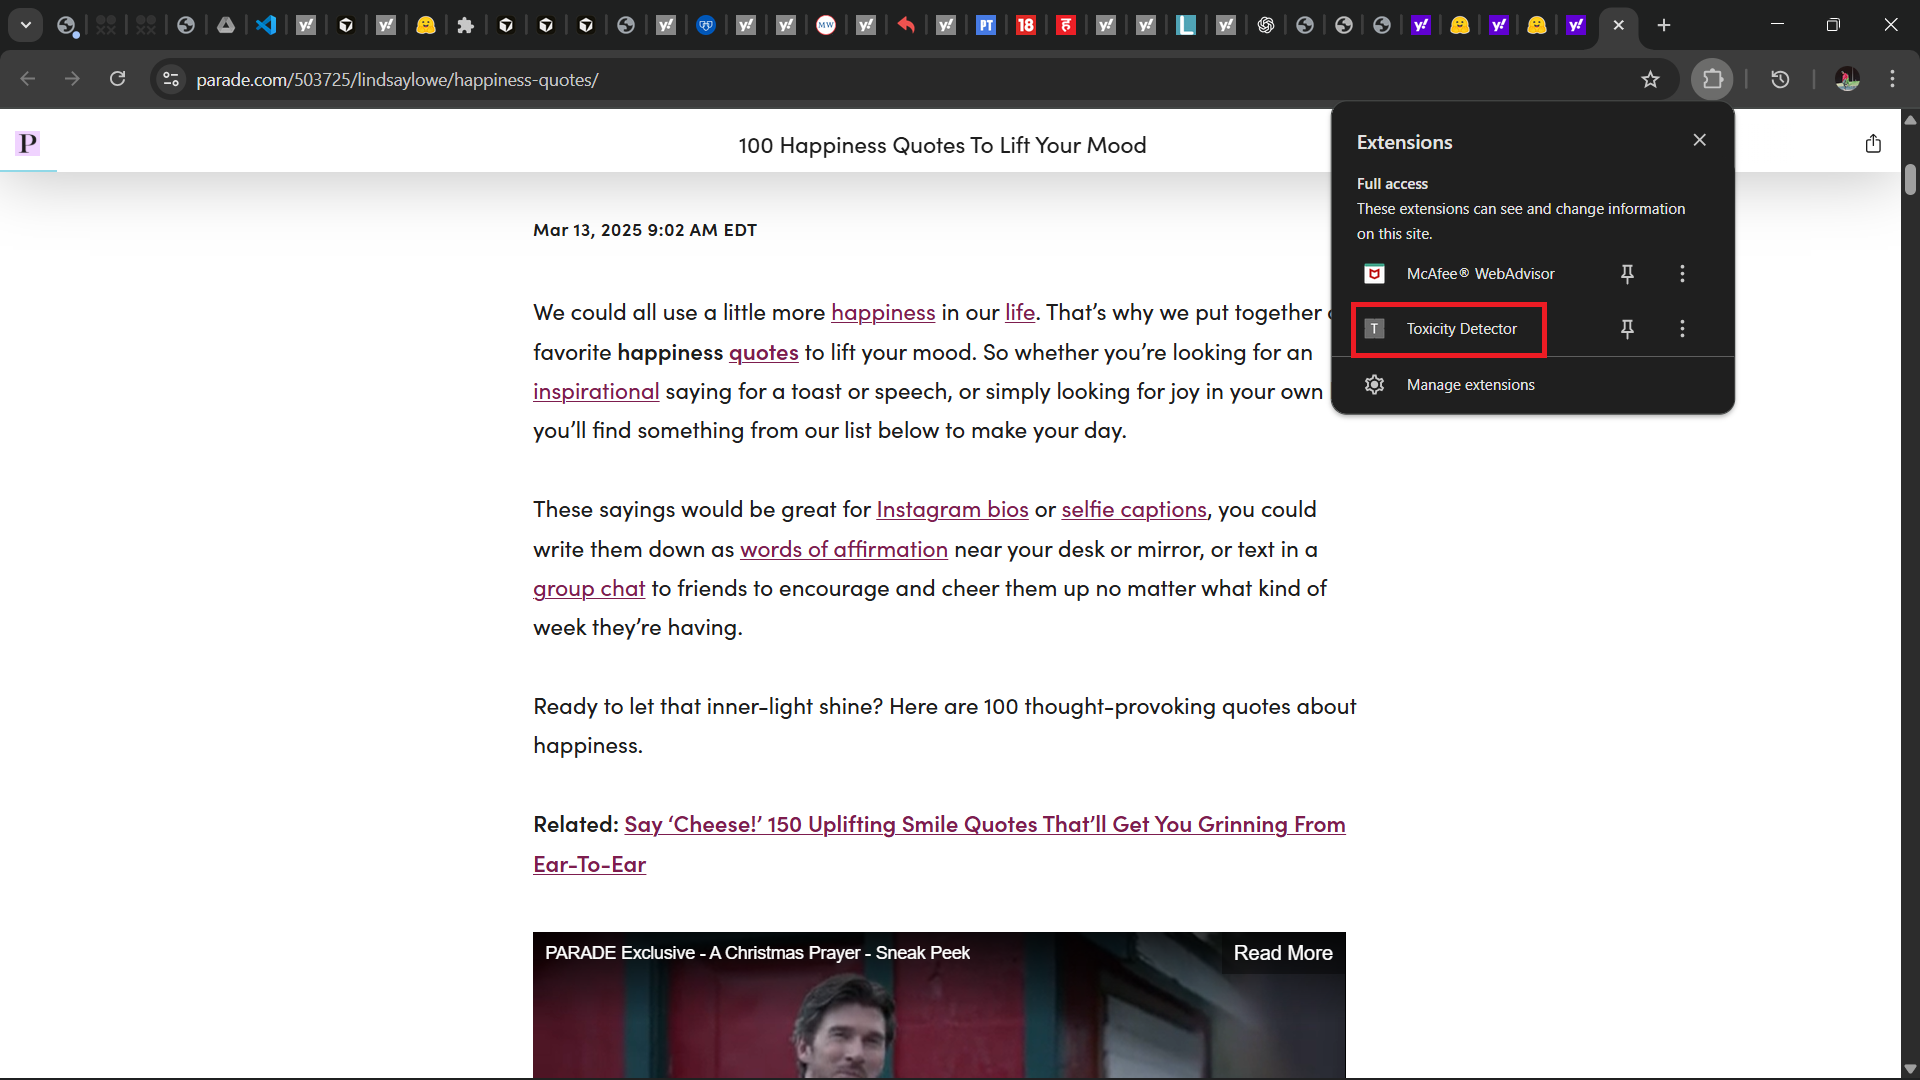 parade.com/503725/lindsaylowe/happiness-quotes/
P
100 Happiness Quotes To Lift Your Mood
Extensions
Full access
These extensions can see and change information
on this site.
McAfee® WebAdvisor
T Toxicity Detector
Manage extensions
Mar 13, 2025 9:02 AM EDT
We could all use a little more happiness in our life. That’s why we put together
favorite happiness quotes to lift your mood. So whether you’re looking for an
inspirational saying for a toast or speech, or simply looking for joy in your own
you’ll find something from our list below to make your day.
These sayings would be great for Instagram bios or selfie captions, you could
write them down as words of affirmation near your desk or mirror, or text in a
group chat to friends to encourage and cheer them up no matter what kind of
week they’re having.
Ready to let that inner-light shine? Here are 100 thought-provoking quotes about
happiness.
Related: Say ‘Cheese!’ 150 Uplifting Smile Quotes That’ll Get You Grinning From
Ear-To-Ear
PARADE Exclusive - A Christmas Prayer - Sneak Peek
Read More